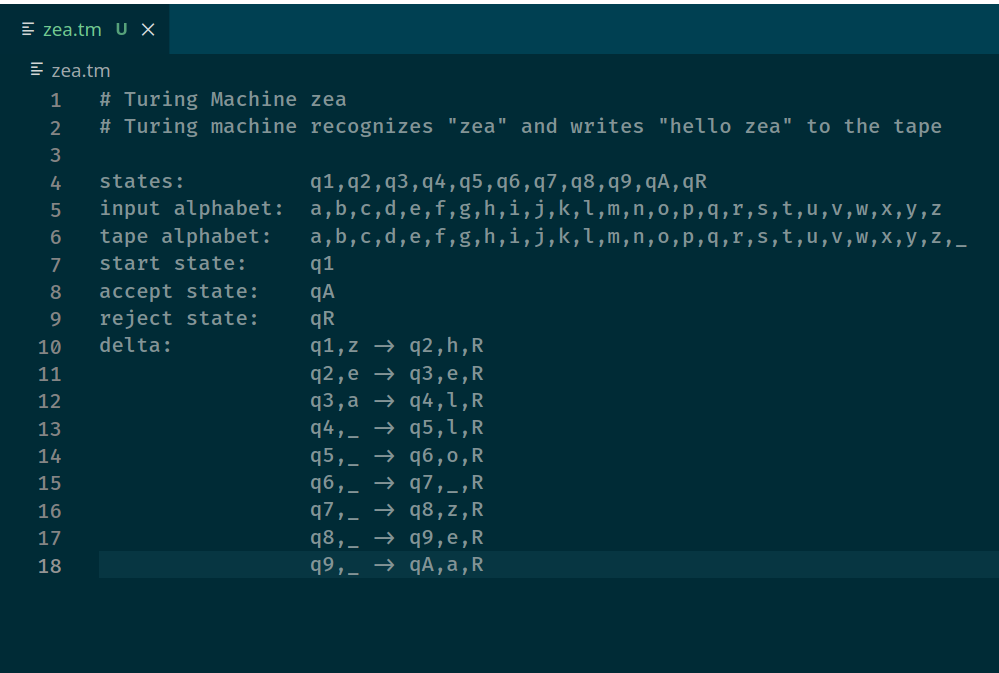 zea.tm U ×
zea.tm
1 # Turing Machine zea
2 # Turing machine recognizes "zea" and writes "hello zea" to the tape
3
4 states: q1,q2,q3,q4,q5,q6,q7,q8,q9,qA,qR
5 input alphabet: a,b,c,d,e,f,g,h,i,j,k,l,m,n,o,p,q,r,s,t,u,v,w,x,y,z
6 tape alphabet: a,b,c,d,e,f,g,h,i,j,k,l,m,n,o,p,q,r,s,t,u,v,w,x,y,z,_
7 start state: q1
8 accept state: qA
9 reject state: qR
10 delta: q1,z -> q2,h,R
11 q2,e -> q3,e,R
12 q3,a -> q4,l,R
13 q4,_ -> q5,l,R
14 q5,_ -> q6,o,R
15 q6,_ -> q7,_,R
16 q7,_ -> q8,z,R
17 q8,_ -> q9,e,R
18 q9,_ -> qA,a,R